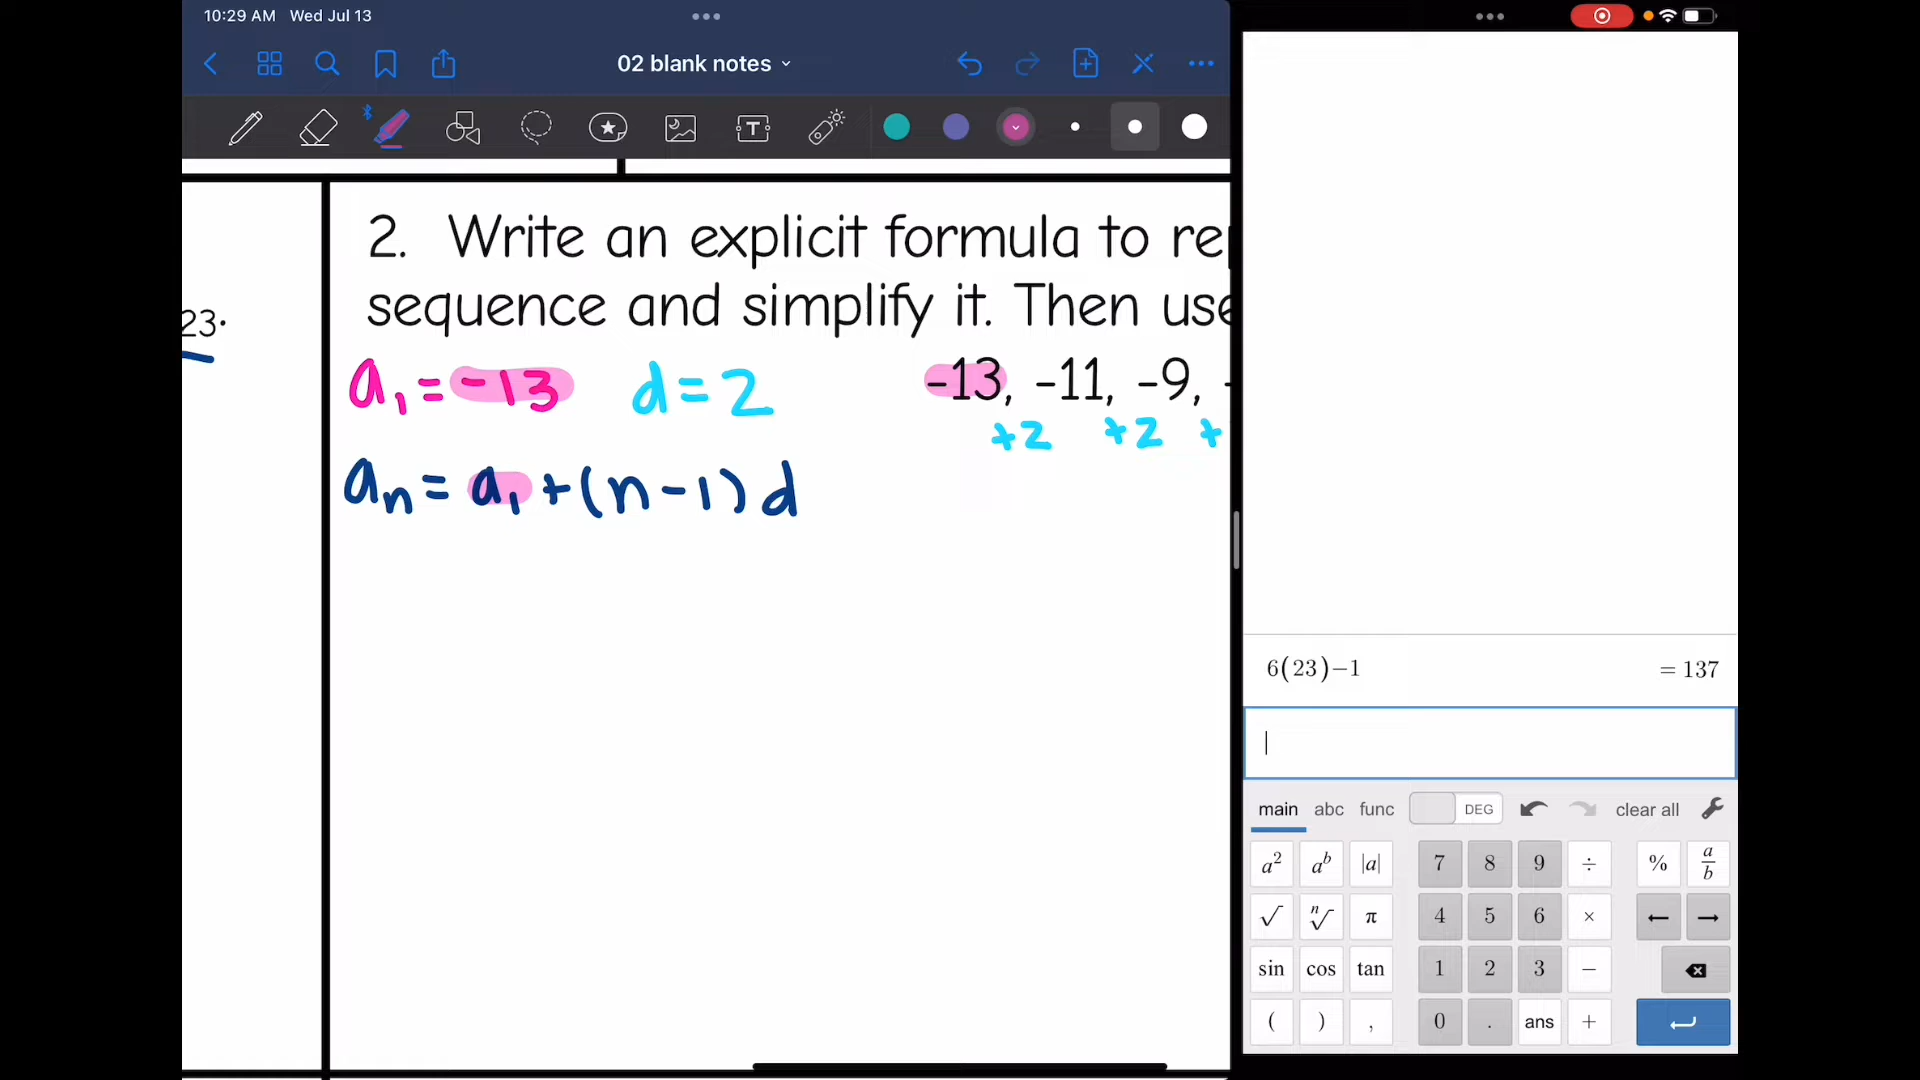 10:29 AM Wed Jul 13
02 blank notes
T
23.
2. Write an explicit formula to
sequence and simplify it. Then use
a₁ = -13 d = 2
-13, -11, -9, -
+2 +2 +
aₙ = a₁ + (n-1) d
6(23)−1 = 137
main abc func DEG clear all
a² aᵇ |a| 7 8 9 ÷ % a/b
√ ⁿ√ π 4 5 6 × ← →
sin cos tan 1 2 3 −
( ) , 0 . ans +